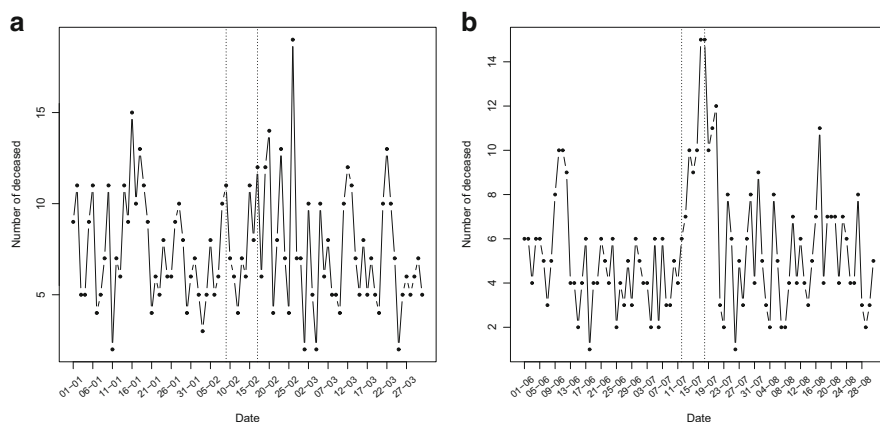 a
Number of deceased
15
10
5
01−01 06−01 11−01 16−01 21−01 26−01 31−01 05−02 10−02 15−02 20−02 25−02 02−03 07−03 12−03 17−03 22−03 27−03
Date
b
Number of deceased
14
12
10
8
6
4
2
01−06 05−06 09−06 13−06 17−06 21−06 25−06 29−06 03−07 07−07 11−07 15−07 19−07 23−07 27−07 31−07 04−08 08−08 12−08 16−08 20−08 24−08 28−08
Date